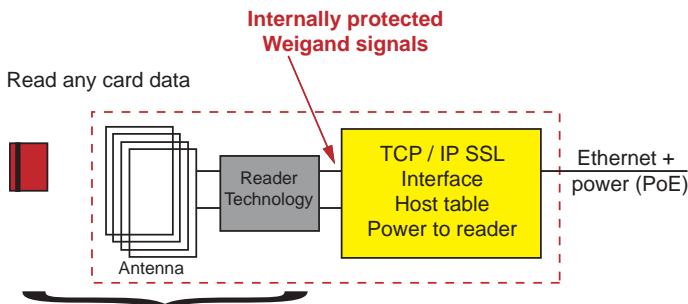 Internally protected
Weigand signals
Read any card data
Antenna
Reader
Technology
TCP / IP SSL
Interface
Host table
Power to reader
Ethernet +
power (PoE)